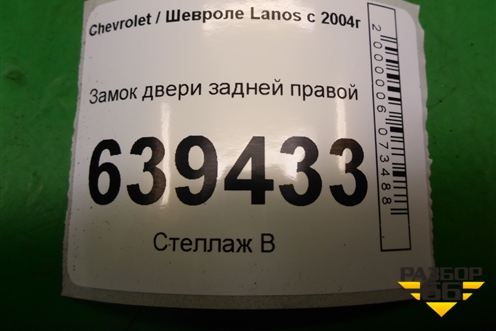 Chevrolet / Шевроле Lanos с 2004г
Замок двери задней правой
639433
Стеллаж В
2000006073488
РАЗБОР
66